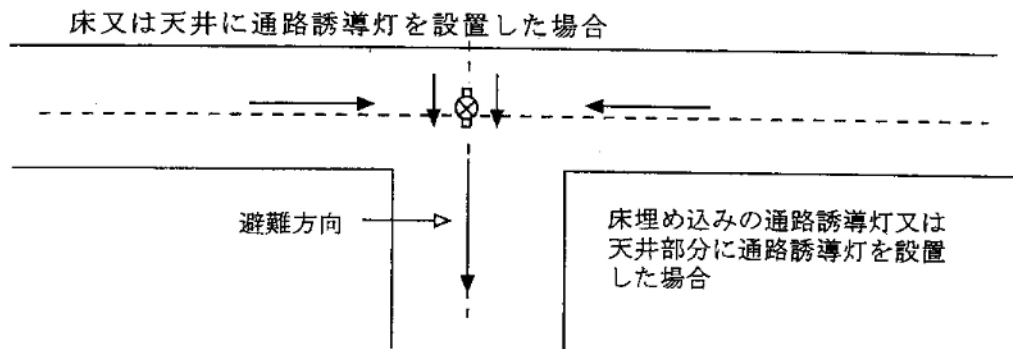 床又は天井に通路誘導灯を設置した場合
避難方向
床埋め込みの通路誘導灯又は
天井部分に通路誘導灯を設置
した場合